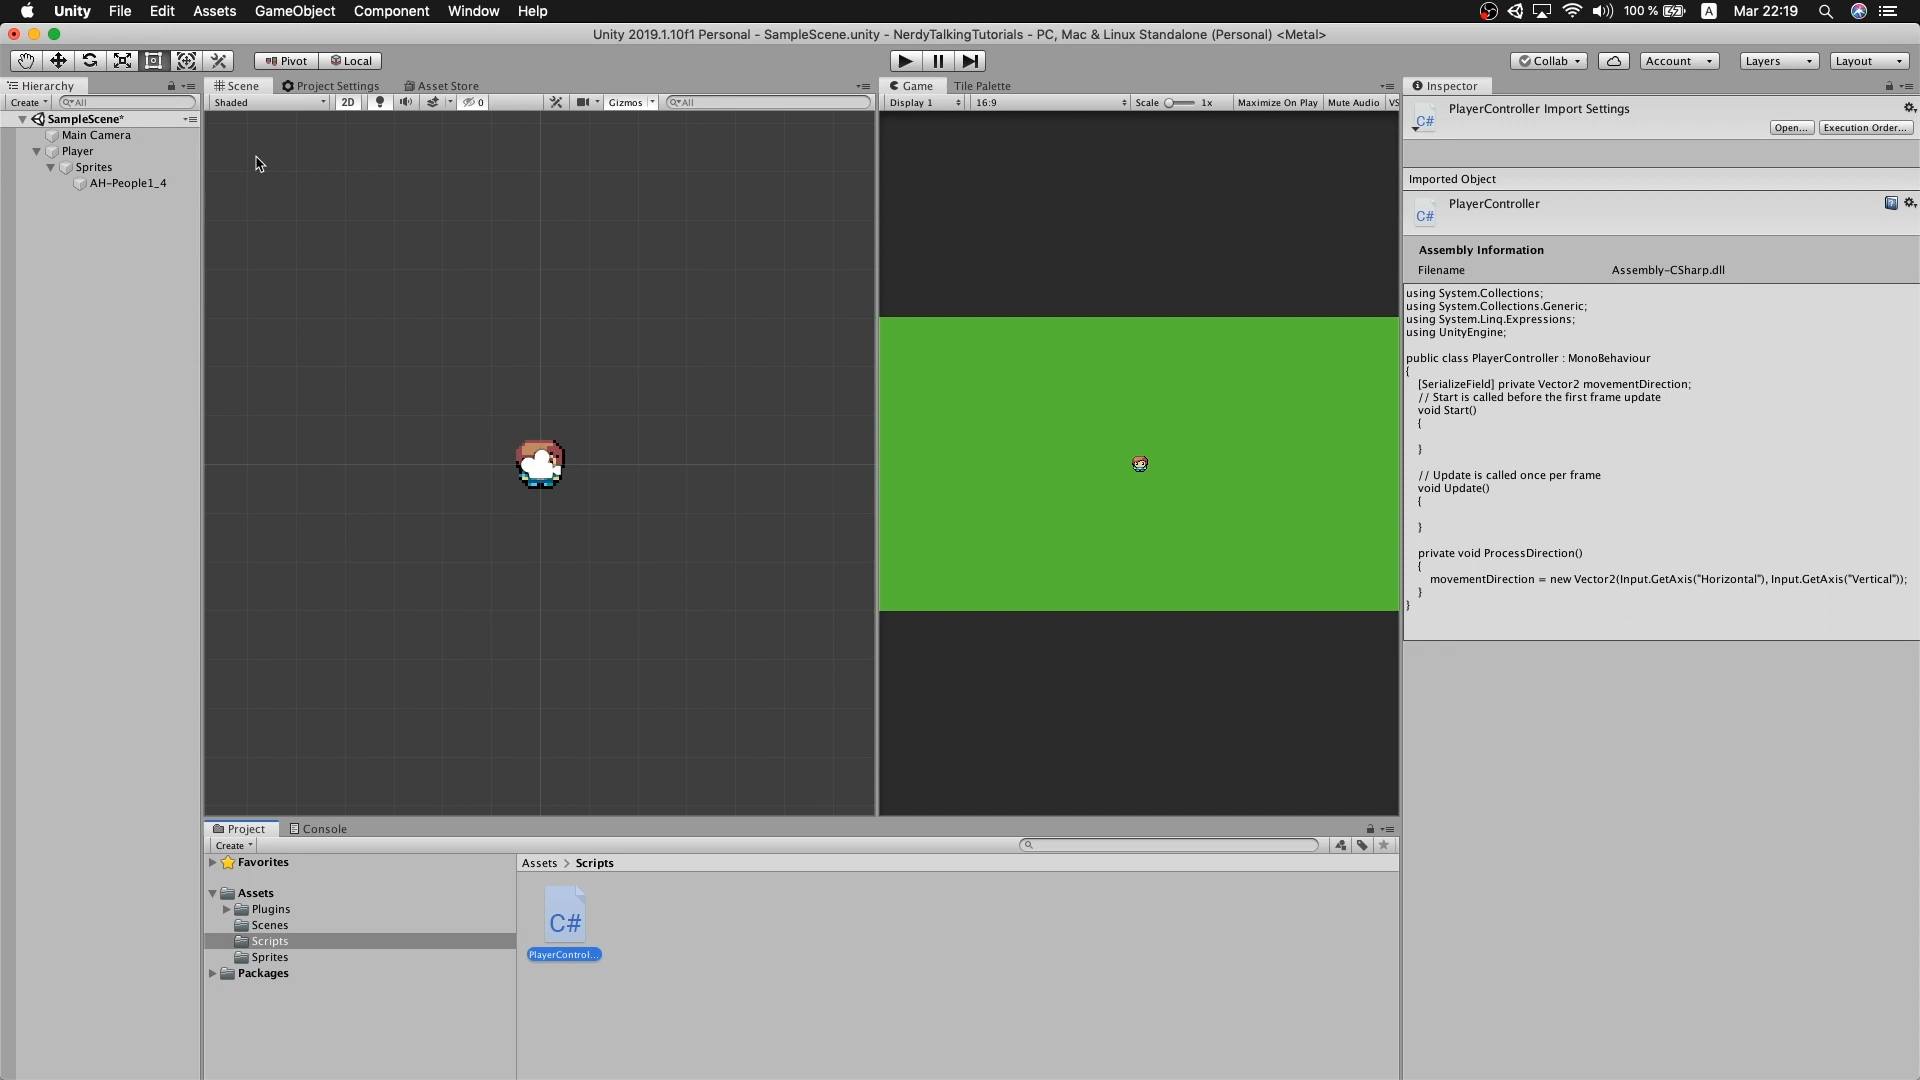 Unity File Edit Assets GameObject Component Window Help
100 % A Mar 22:19
Unity 2019.1.10f1 Personal - SampleScene.unity - NerdyTalkingTutorials - PC, Mac & Linux Standalone (Personal) <Metal>
Pivot Local
Collab Account Layers Layout
Hierarchy
Create All
SampleScene*
Main Camera
Player
Sprites
AH-People1_4
Scene Project Settings Asset Store
Shaded 2D 0 Gizmos All
Game Tile Palette
Display 1 16:9 Scale 1x Maximize On Play Mute Audio VS
Inspector
PlayerController Import Settings
C#
Open... Execution Order...
Imported Object
PlayerController
C#
Assembly Information
Filename Assembly-CSharp.dll
using System.Collections;
using System.Collections.Generic;
using System.Linq.Expressions;
using UnityEngine;
public class PlayerController : MonoBehaviour
{
[SerializeField] private Vector2 movementDirection;
// Start is called before the first frame update
void Start()
{
}
// Update is called once per frame
void Update()
{
}
private void ProcessDirection()
{
movementDirection = new Vector2(Input.GetAxis("Horizontal"), Input.GetAxis("Vertical"));
}
}
Project Console
Create
Favorites
Assets
Plugins
Scenes
Scripts
Sprites
Packages
Assets > Scripts
C#
PlayerControl...